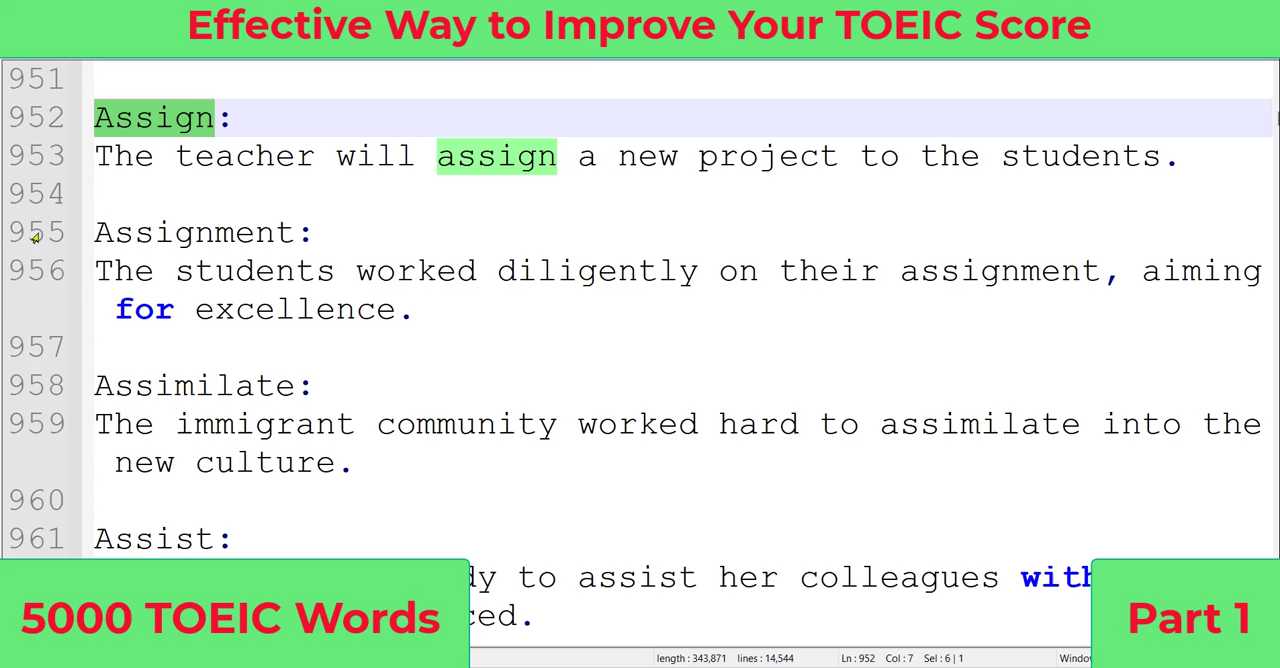 Effective Way to Improve Your TOEIC Score
951
952 Assign:
953 The teacher will assign a new project to the students.
954
955 Assignment:
956 The students worked diligently on their assignment, aiming
for excellence.
957
958 Assimilate:
959 The immigrant community worked hard to assimilate into the
new culture.
960
961 Assist:
to assist her colleagues with
5000 TOEIC Words
Part 1
length : 343,871 lines : 14,544 Ln : 952 Col : 7 Sel : 6 | 1